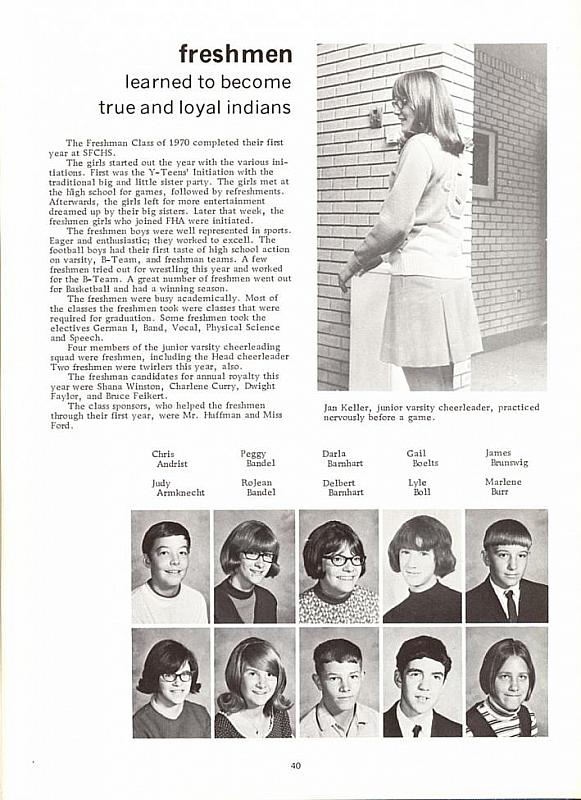 freshmen
learned to become
true and loyal indians
The Freshman Class of 1970 completed their first
year at SFCHS.
The girls started out the year with the various ini-
tiations. First was the Y-Teens' Initiation with the
traditional big and little sister party. The girls met at
the high school for games, followed by refreshments.
Afterwards, the girls left for more entertainment
dreamed up by their big sisters. Later that week, the
freshmen girls who joined FHA were initiated.
The freshmen boys were well represented in sports.
Eager and enthusiastic; they worked to excell. The
football boys had their first taste of high school action
on varsity, B-Team, and freshman teams. A few
freshmen tried out for wrestling this year and worked
for the B-Team. A great number of freshmen went out
for Basketball and had a winning season.
The freshmen were busy academically. Most of
the classes the freshmen took were classes that were
required for graduation. Some freshmen took the
electives German I, Band, Vocal, Physical Science
and Speech.
Four members of the junior varsity cheerleading
squad were freshmen, including the Head cheerleader
Two freshmen were twirlers this year, also.
The freshman candidates for annual royalty this
year were Shana Winston, Charlene Curry, Dwight
Faylor, and Bruce Feikert.
The class sponsors, who helped the freshmen
through their first year, were Mr. Huffman and Miss
Ford.
Jan Keller, junior varsity cheerleader, practiced
nervously before a game.
Chris Peggy Darla Gail James
Andrist Bandel Barnhart Boelts Brunswig
Judy RoJean Delbert Lyle Marlene
Armknecht Bandel Barnhart Boll Burr
40